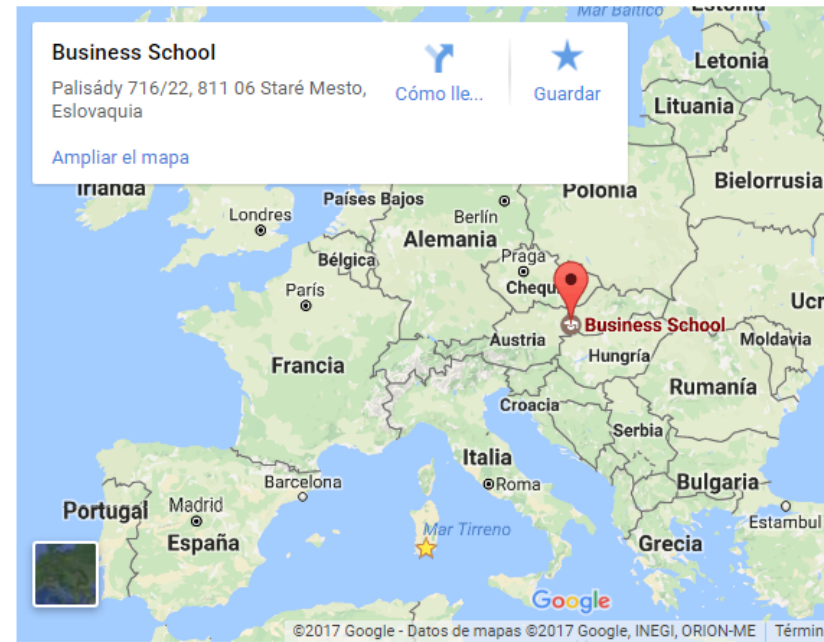 Mar Báltico
Estonia
Business School
Palisády 716/22, 811 06 Staré Mesto,
Eslovaquia
Ampliar el mapa
Cómo lle...
Guardar
Letonia
Lituania
Irlanda
Londres
Países Bajos
Berlín
Polonia
Bielorrusia
Alemania
Bélgica
Praga
Chequ
París
Business School
Ucr
Austria
Moldavia
Hungría
Francia
Rumanía
Croacia
Serbia
Italia
Barcelona
Roma
Bulgaria
Portugal
Madrid
Mar Tirreno
Estambul
España
Grecia
Google
©2017 Google - Datos de mapas ©2017 Google, INEGI, ORION-ME
Términ